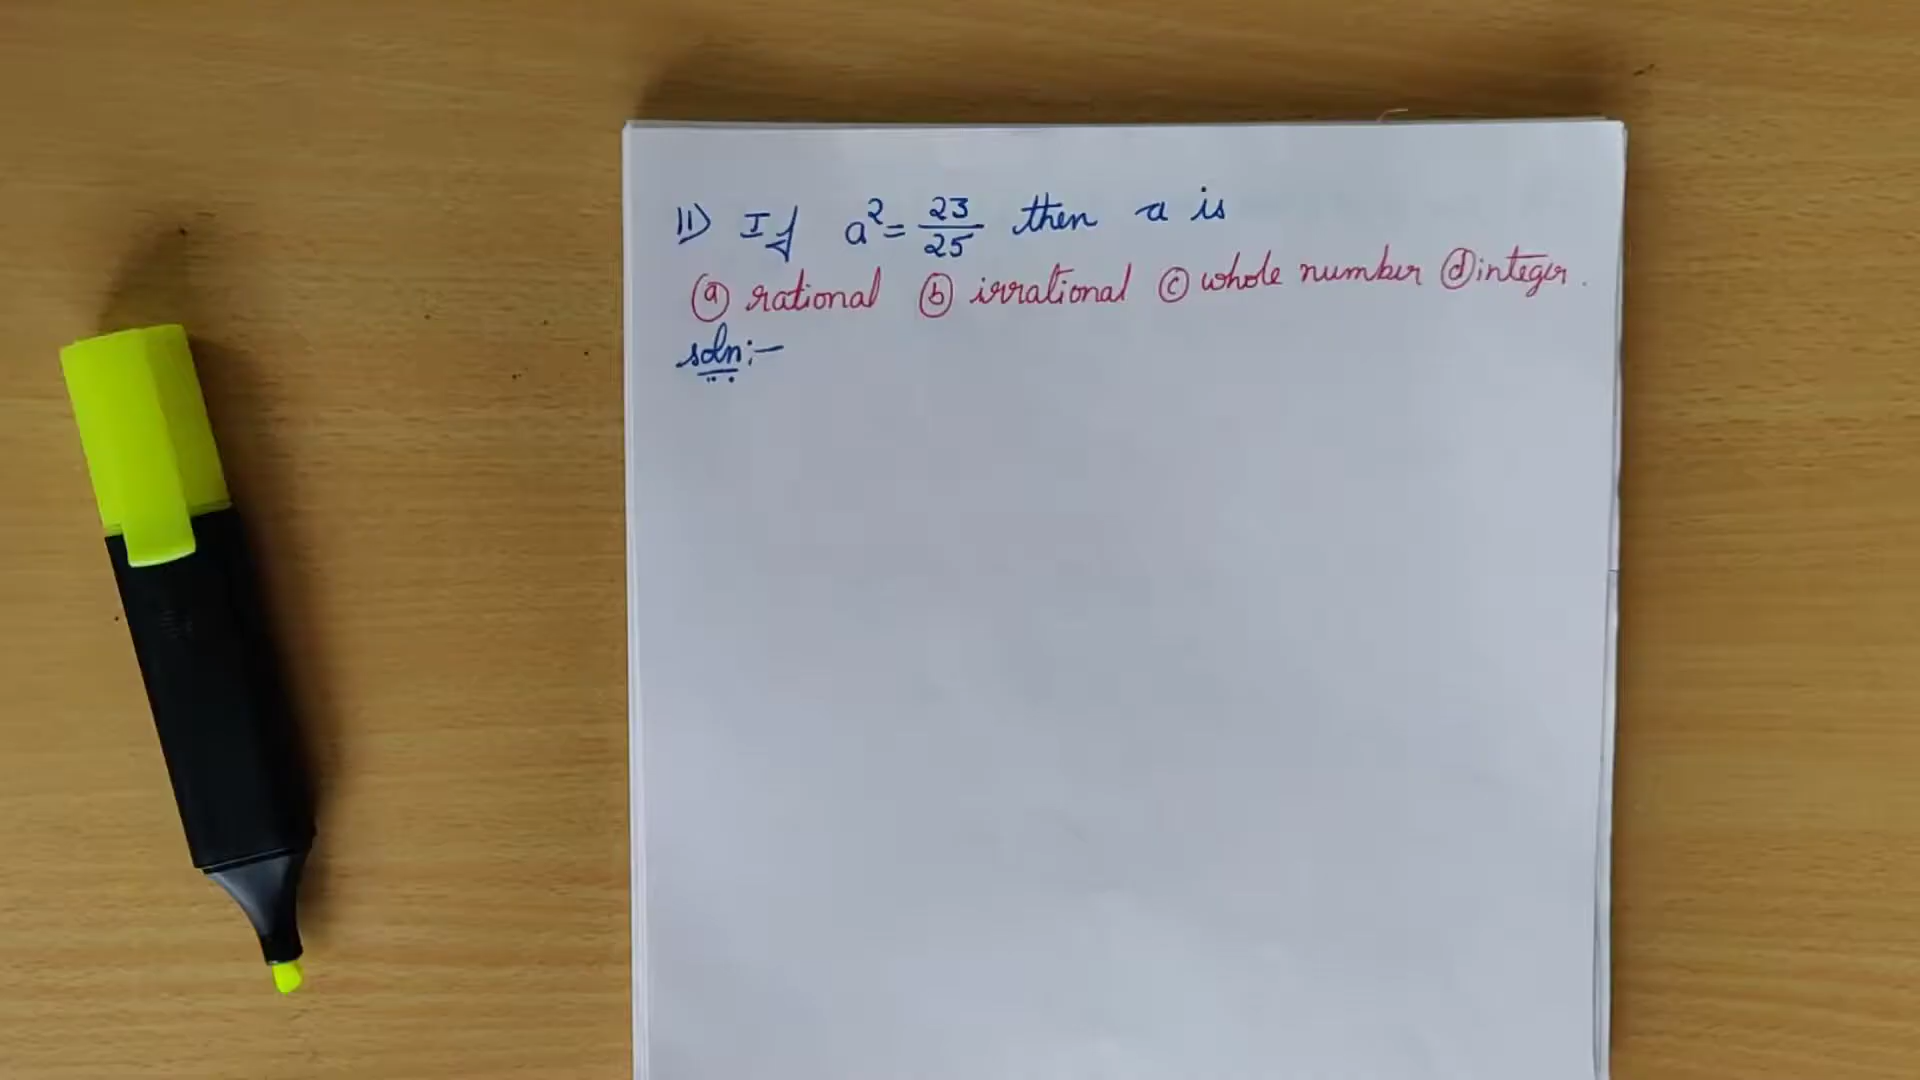 11) If a² = 23/25 then a is
(a) rational (b) irrational (c) whole number (d) integer.
soln:-